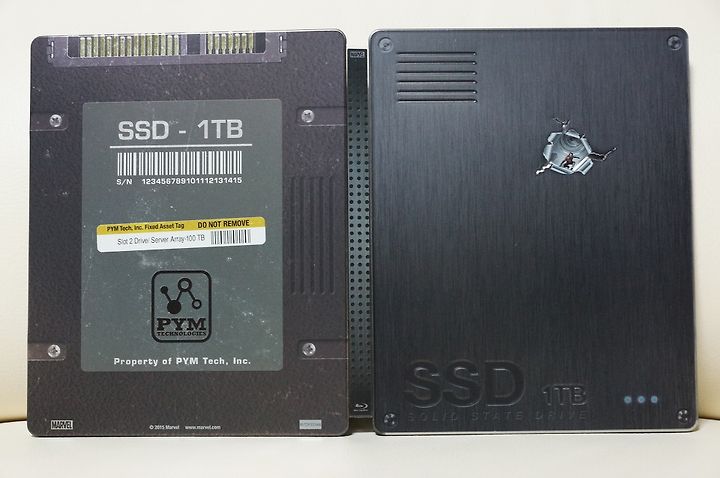 SSD - 1TB
S/N 123456789101112131415
PYM Tech, Inc. Fixed Asset Tag DO NOT REMOVE
Slot 2 Drive/ Server Array-100 TB
PYM
TECHNOLOGIES
Property of PYM Tech, Inc.
MARVEL
© 2015 Marvel www.marvel.com
MARVEL
SSD 1TB
SOLID STATE DRIVE